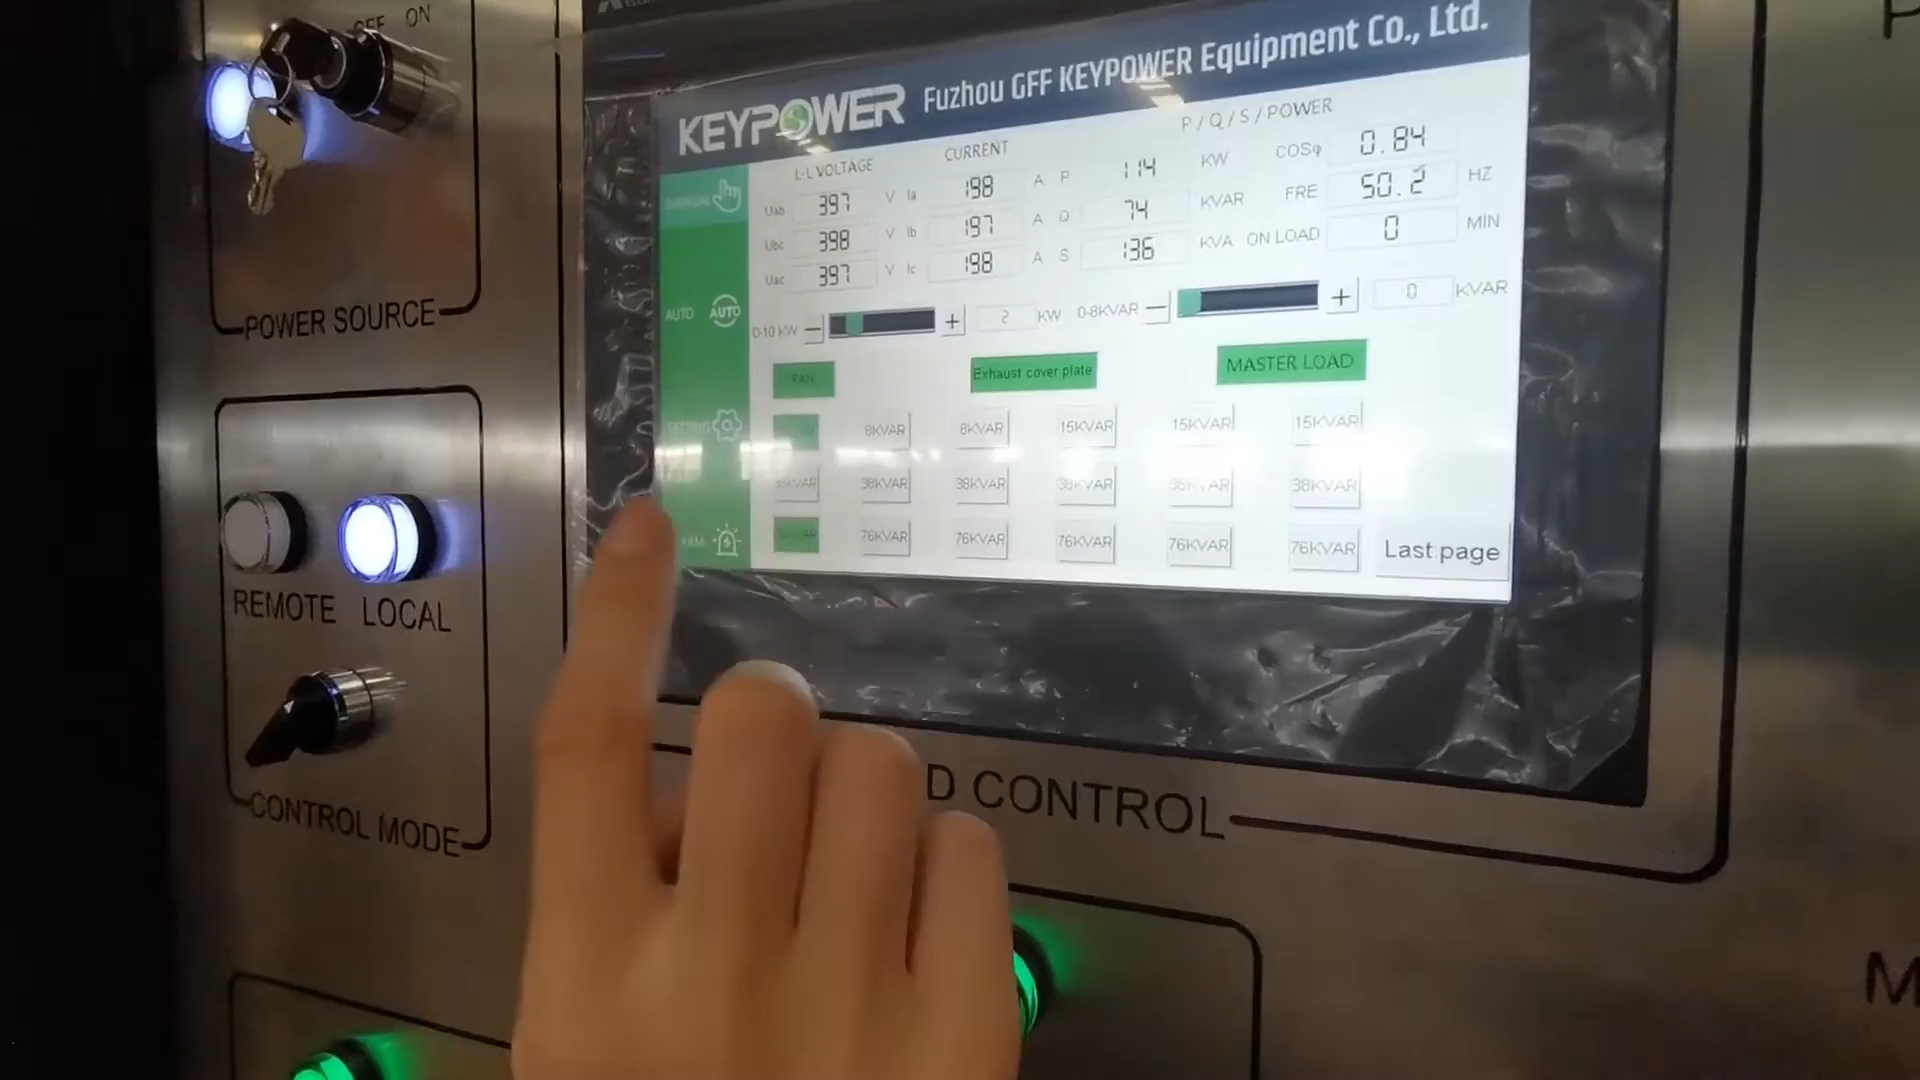 OFF ON
POWER SOURCE
REMOTE LOCAL
CONTROL MODE
KEYPOWER Fuzhou GFF KEYPOWER Equipment Co., Ltd.
L-L VOLTAGE CURRENT P / Q / S / POWER
Uab 397 V Ia 198 A P 114 KW COSφ 0.84
Ubc 398 V Ib 197 A Q 74 KVAR FRE 50.2 HZ
Uac 397 V Ic 198 A S 136 KVA ON LOAD 0 MIN
0-10 KW − + 2 KW 0-8KVAR − + 0 KVAR
MANUAL
AUTO AUTO
SETTING
FAN Exhaust cover plate MASTER LOAD
8KVAR 8KVAR 15KVAR 15KVAR 15KVAR
38KVAR 38KVAR 38KVAR 38KVAR 38KVAR 38KVAR
76KVAR 76KVAR 76KVAR 76KVAR 76KVAR Last page
D CONTROL